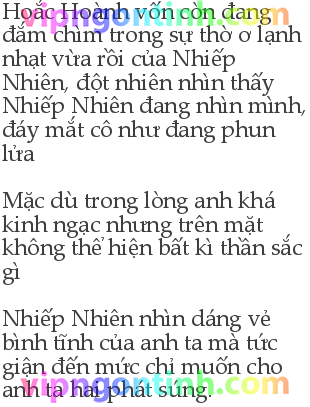 Hoắc Hoành vốn còn đang
đắm chìm trong sự thờ ơ lạnh
nhạt vừa rồi của Nhiếp
Nhiên, đột nhiên nhìn thấy
Nhiếp Nhiên đang nhìn mình,
đáy mắt cô như đang phun
lửa
Mặc dù trong lòng anh khá
kinh ngạc nhưng trên mặt
không thể hiện bất kì thần sắc
gì
Nhiếp Nhiên nhìn dáng vẻ
bình tĩnh của anh ta mà tức
giận đến mức chỉ muốn cho
anh ta hai phát súng.
vipngontinh.com
vipngontinh.com